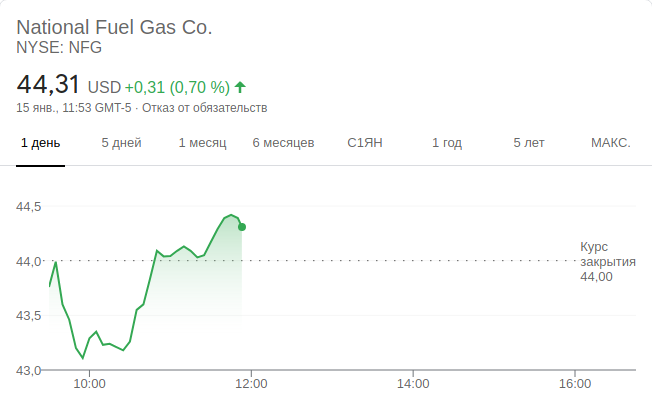 National Fuel Gas Co.
NYSE: NFG
44,31 USD +0,31 (0,70 %)
15 янв., 11:53 GMT-5 · Отказ от обязательств
1 день 5 дней 1 месяц 6 месяцев С1ЯН 1 год 5 лет МАКС.
44,5
44,0
43,5
43,0
Курс
закрытия
44,00
10:00 12:00 14:00 16:00